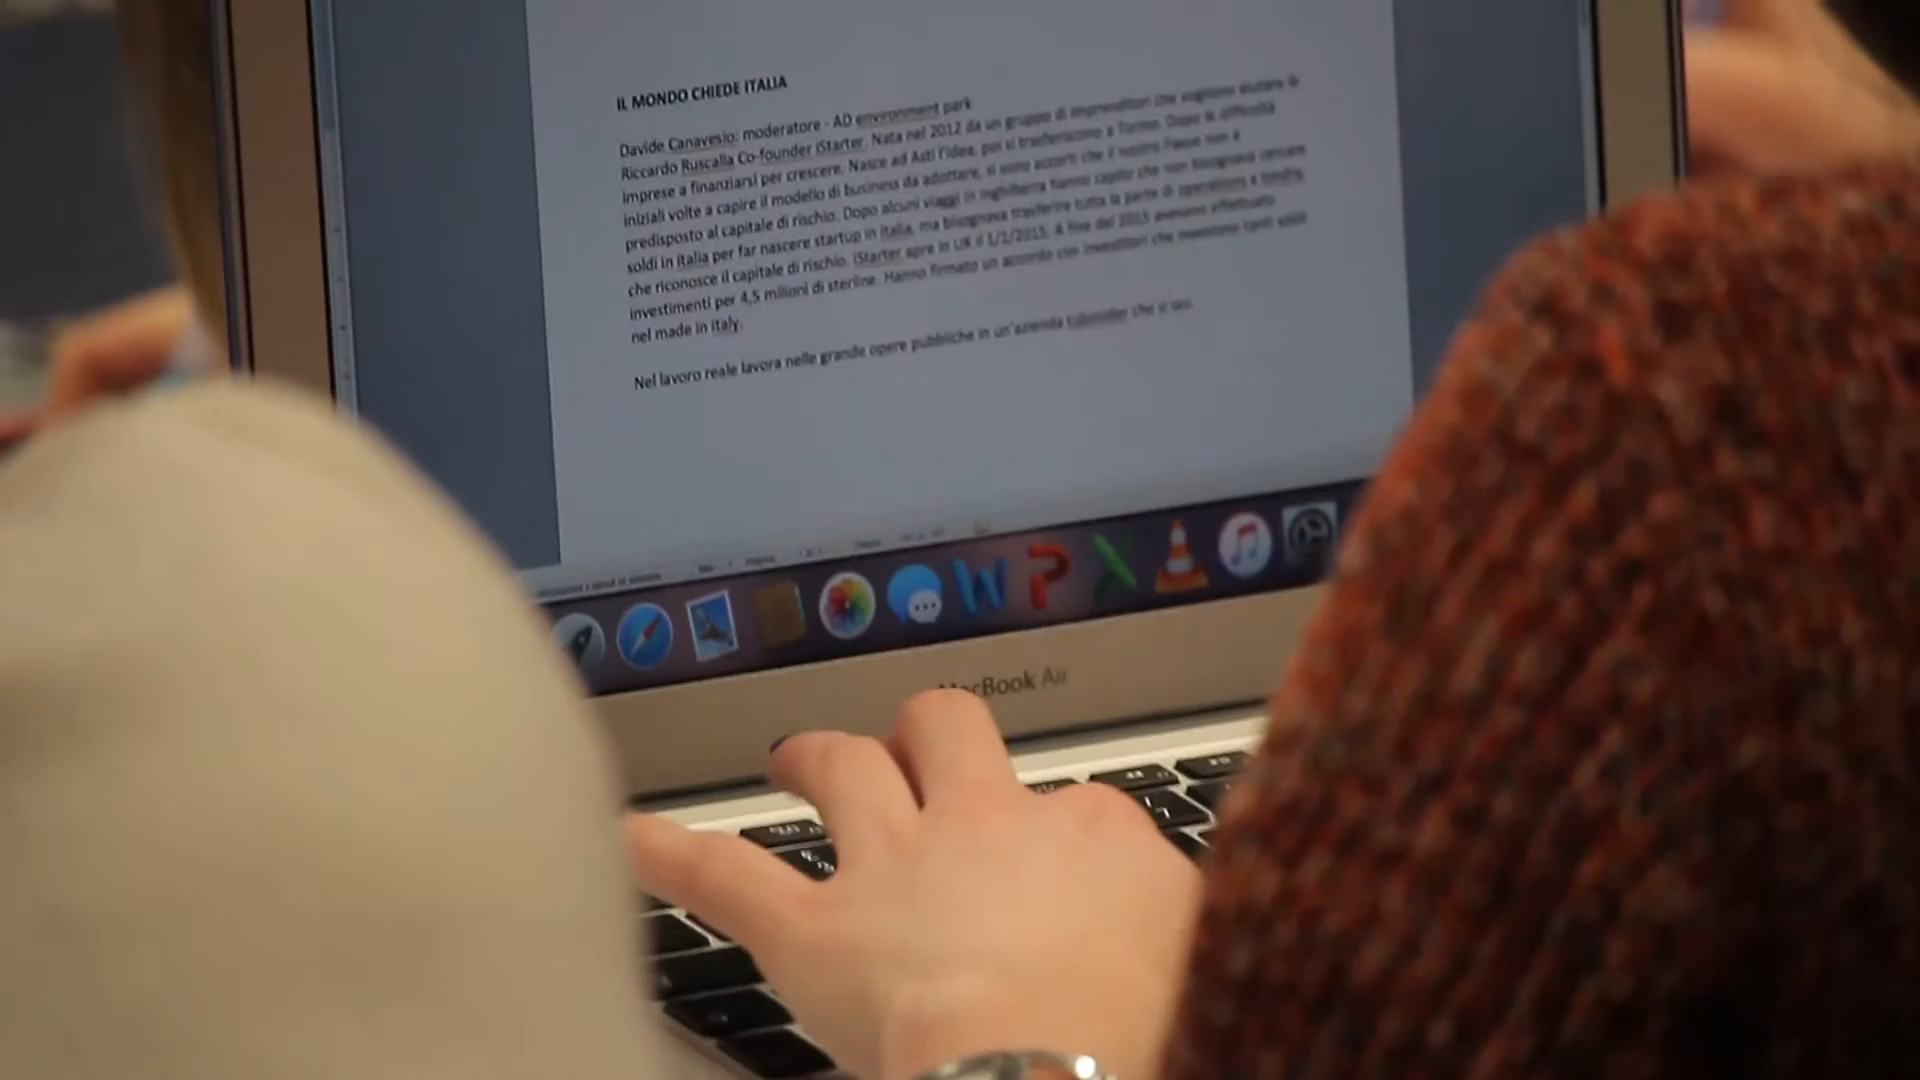 IL MONDO CHIEDE ITALIA
Davide Canavesio: moderatore - AD environment park
Riccardo Ruscalla Co-founder iStarter. Nata nel 2012 da un gruppo di imprenditori che vogliono aiutare le
imprese a finanziarsi per crescere. Nasce ad Asti l'idea, poi si trasferiscono a Torino. Dopo le difficoltà
iniziali volte a capire il modello di business da adottare, si sono accorti che il nostro Paese non è
predisposto al capitale di rischio. Dopo alcuni viaggi in Inghilterra hanno capito che non bisognava cercare
soldi in Italia per far nascere startup in Italia, ma bisognava trasferire tutta la parte di operations a londra,
che riconosce il capitale di rischio. iStarter apre in UK il 1/1/2015. A fine del 2015 avevano effettuato
investimenti per 4,5 milioni di sterline. Hanno firmato un accordo con investitori che investono tanti soldi
nel made in italy.
Nel lavoro reale lavora nelle grande opere pubbliche in un'azienda che si occ
MacBook Air